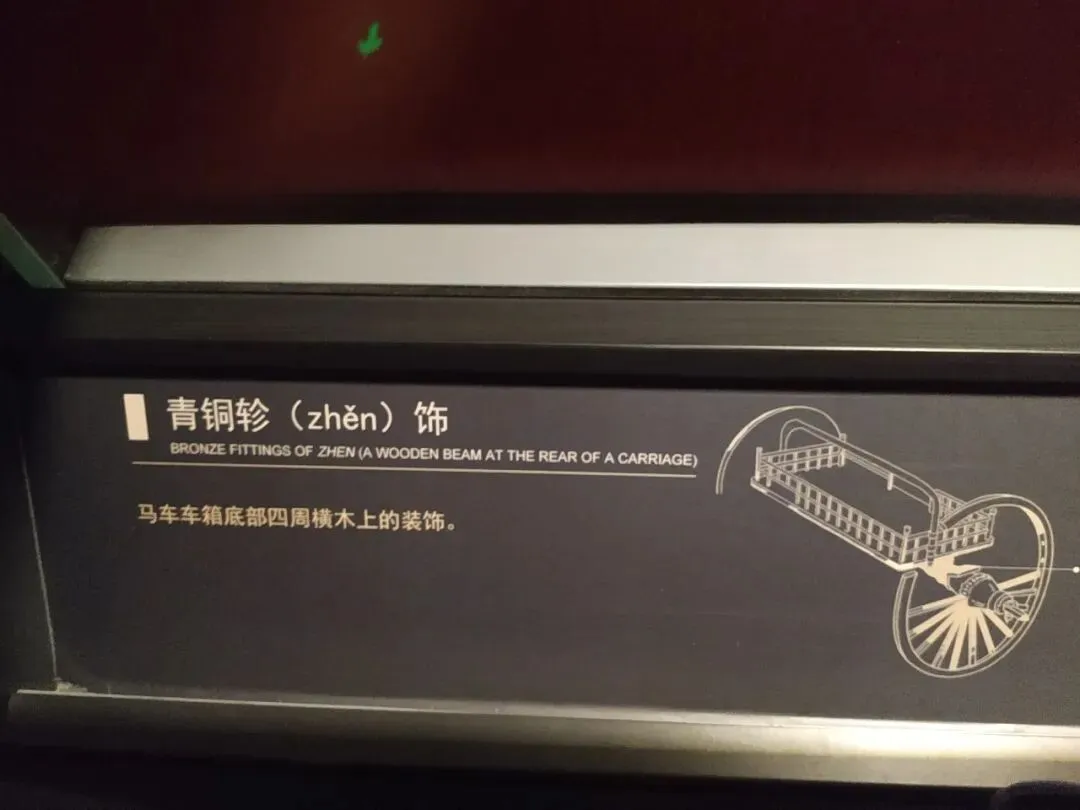 青铜轸（zhěn）饰
BRONZE FITTINGS OF ZHEN (A WOODEN BEAM AT THE REAR OF A CARRIAGE)
马车车箱底部四周横木上的装饰。